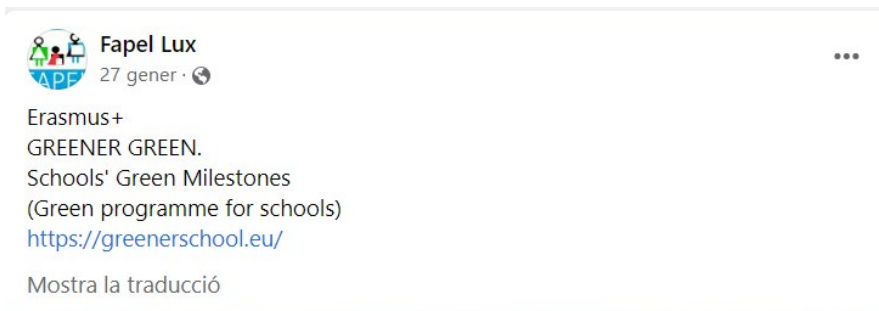 Fapel Lux
FAPEL
27 gener ·
Erasmus+
GREENER GREEN.
Schools' Green Milestones
(Green programme for schools)
https://greenerschool.eu/
Mostra la traducció